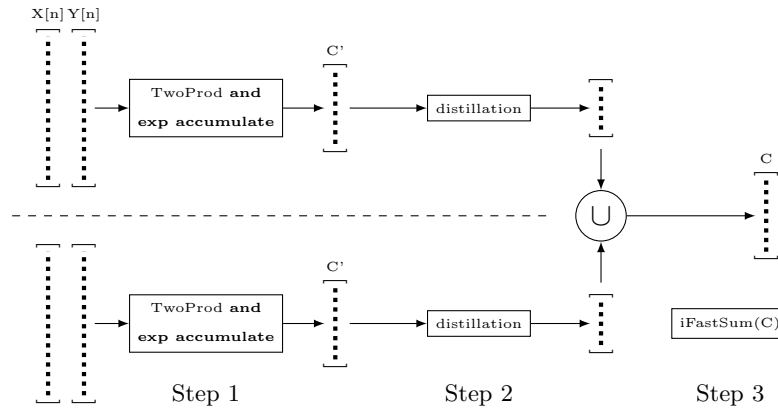 X[n] Y[n]
C'
TwoProd and
exp accumulate
distillation
C
∪
C'
TwoProd and
exp accumulate
distillation
iFastSum(C)
Step 1
Step 2
Step 3